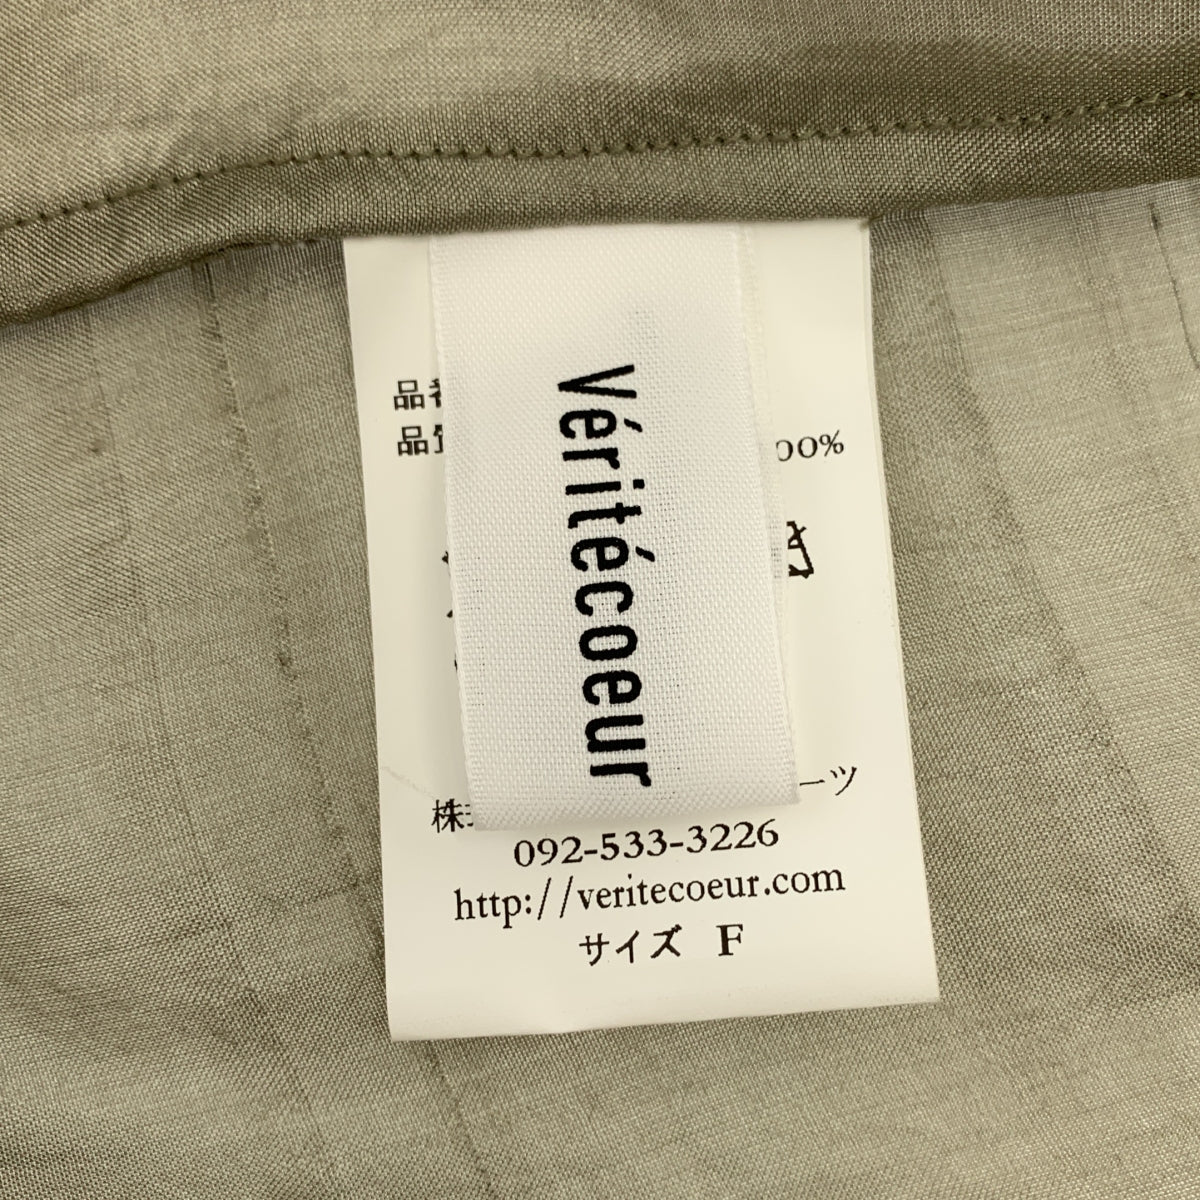 Véritécoeur
品
品
00%
株
ーツ
092-533-3226
http://veritecoeur.com
サイズ F